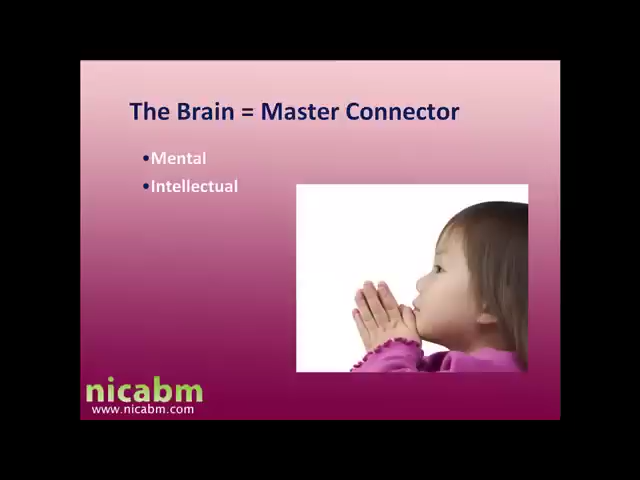 The Brain = Master Connector
•Mental
•Intellectual
nicabm
www.nicabm.com